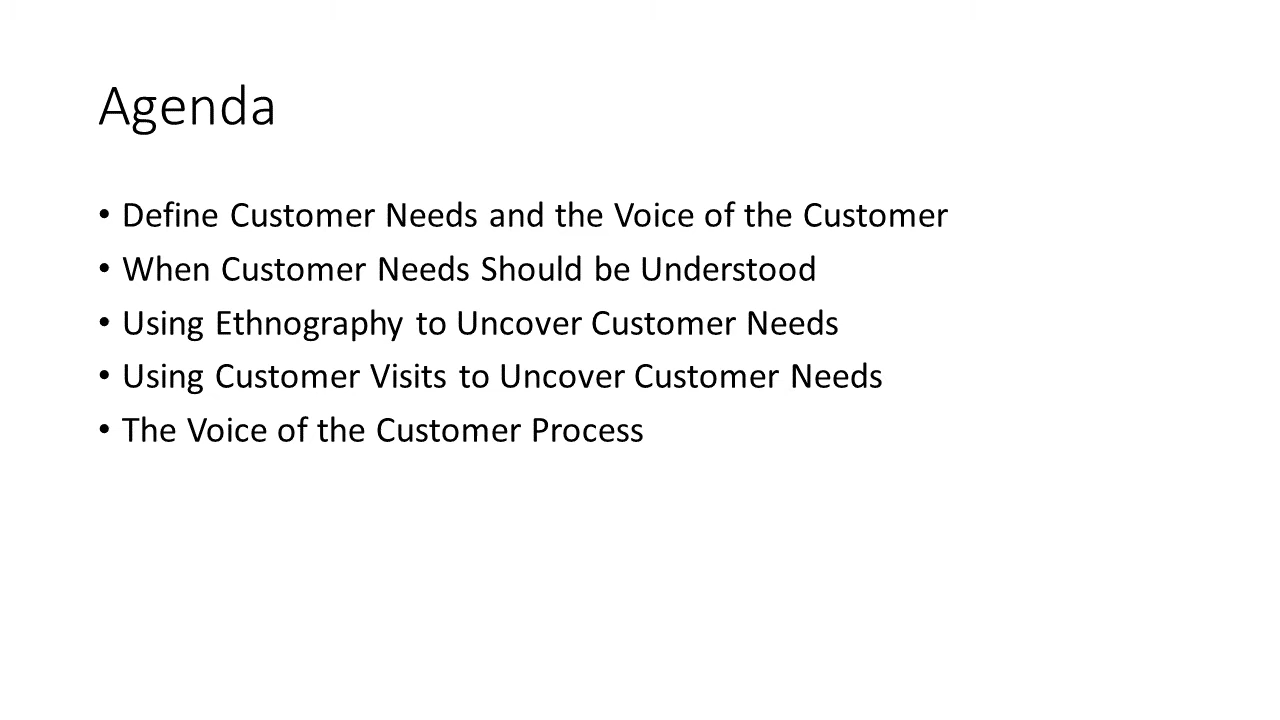 Agenda
• Define Customer Needs and the Voice of the Customer
• When Customer Needs Should be Understood
• Using Ethnography to Uncover Customer Needs
• Using Customer Visits to Uncover Customer Needs
• The Voice of the Customer Process